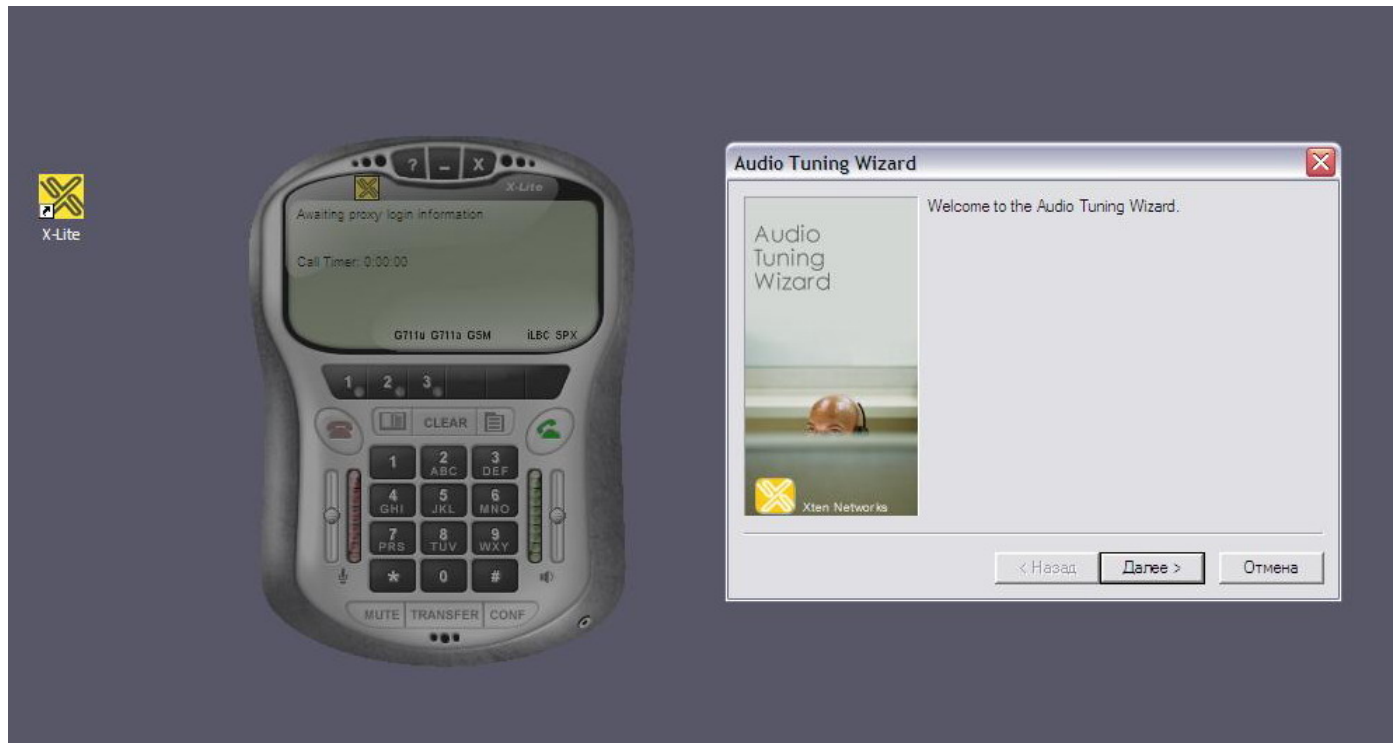 X-Lite
? – X
X-Lite
Awaiting proxy login information
Call Timer: 0:00:00
G711u G711a GSM iLBC SPX
1 2 3
CLEAR
1 2 3
ABC DEF
4 5 6
GHI JKL MNO
7 8 9
PRS TUV WXY
* 0 #
MUTE TRANSFER CONF
Audio Tuning Wizard
Welcome to the Audio Tuning Wizard.
Audio
Tuning
Wizard
Xten Networks
< Назад Далее > Отмена